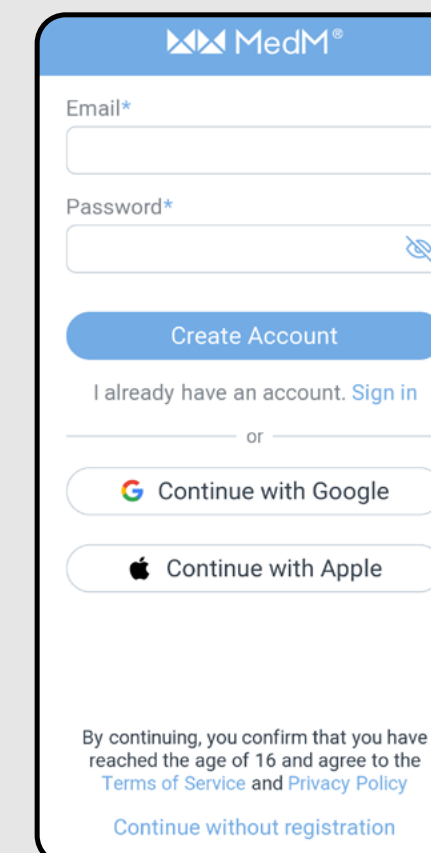 MedM®
Email*
Password*
Create Account
I already have an account. Sign in
or
Continue with Google
Continue with Apple
By continuing, you confirm that you have
reached the age of 16 and agree to the
Terms of Service and Privacy Policy
Continue without registration